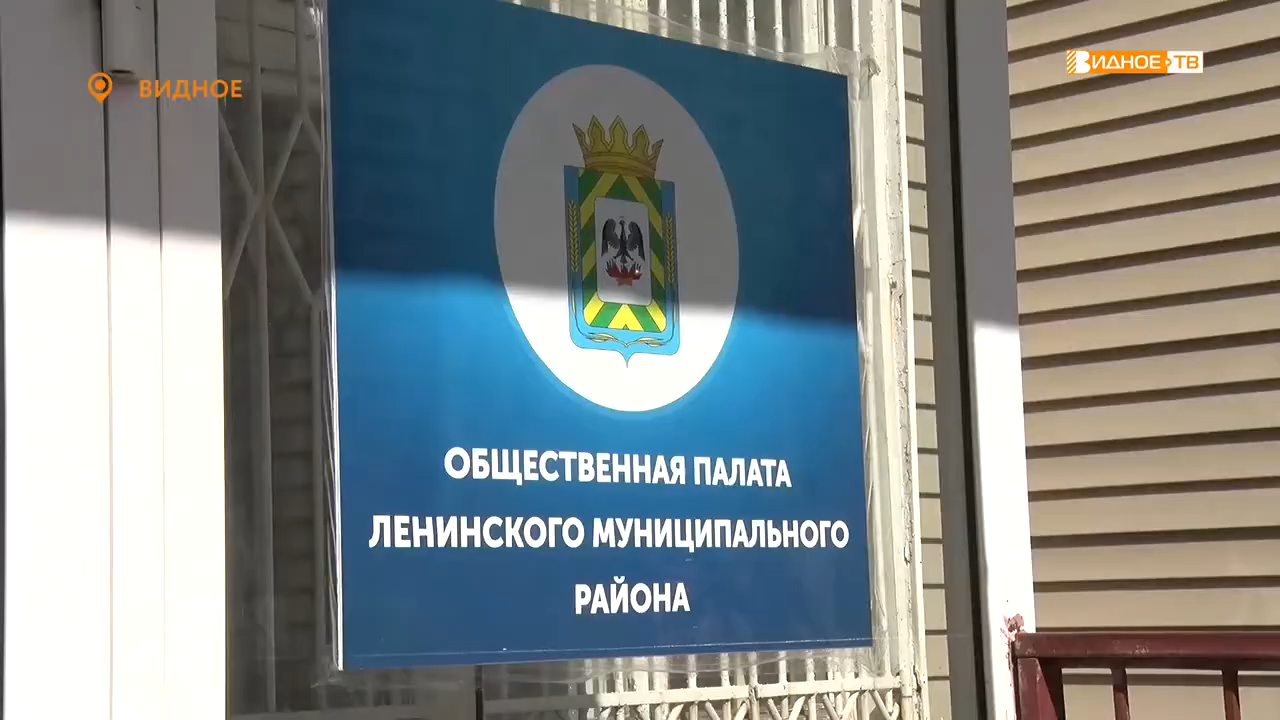 ВИДНОЕ
ВИДНОЕ ТВ
ОБЩЕСТВЕННАЯ ПАЛАТА
ЛЕНИНСКОГО МУНИЦИПАЛЬНОГО
РАЙОНА